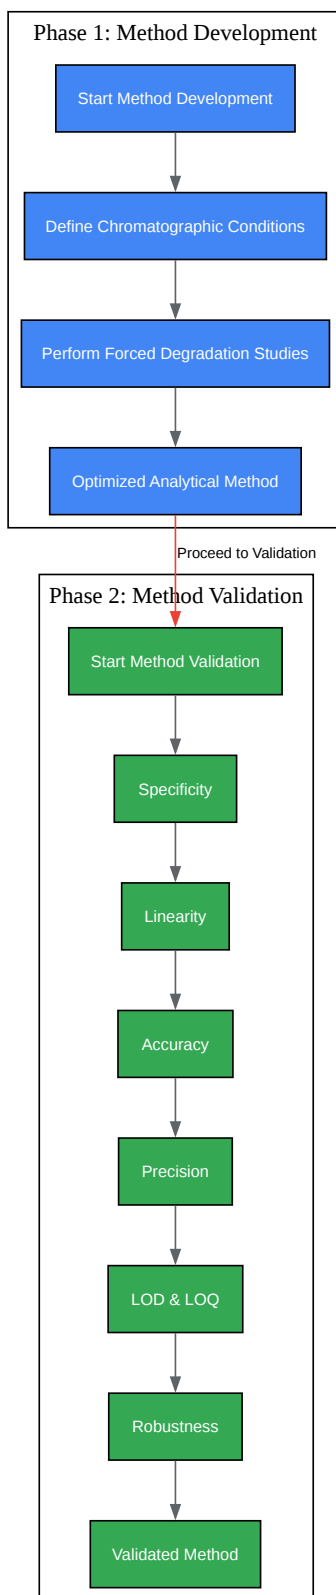 Phase 1: Method Development
Start Method Development
Define Chromatographic Conditions
Perform Forced Degradation Studies
Optimized Analytical Method
Proceed to Validation
Phase 2: Method Validation
Start Method Validation
Specificity
Linearity
Accuracy
Precision
LOD & LOQ
Robustness
Validated Method